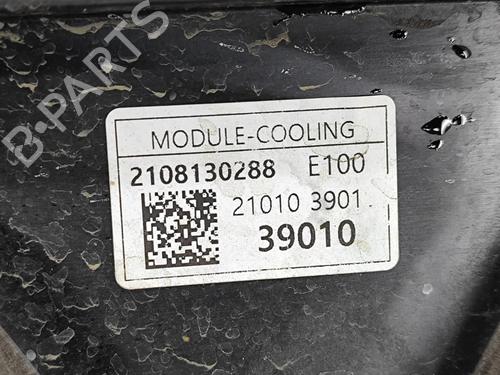 B-PARTS
MODULE-COOLING
2108130288 E100
21010 3901
39010